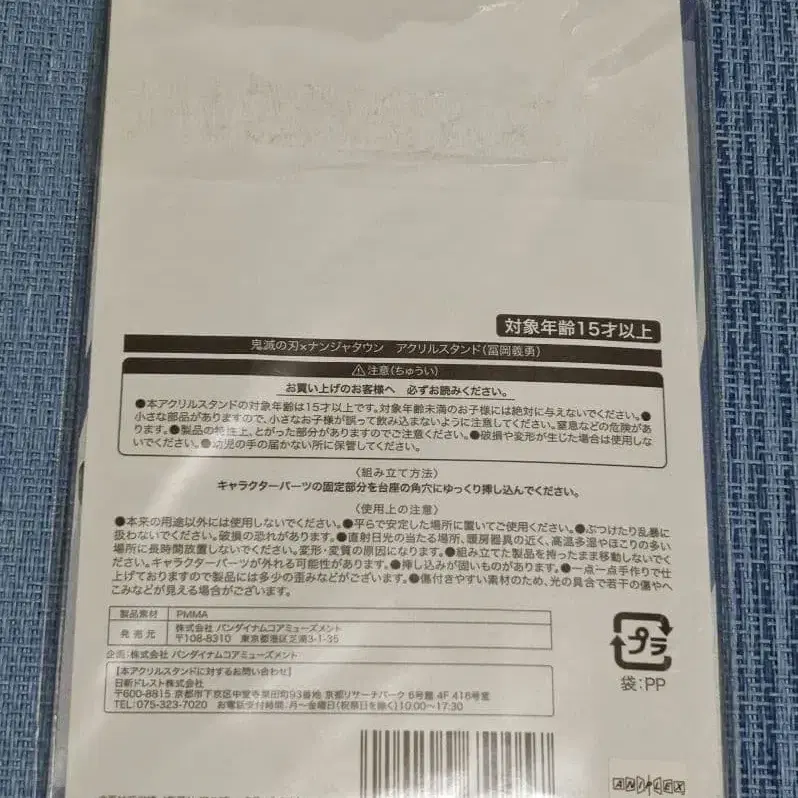 対象年齢15才以上
鬼滅の刃×ナンジャタウン アクリルスタンド(冨岡義勇)
⚠注意(ちゅうい)
お買い上げのお客様へ 必ずお読みください。
●本アクリルスタンドの対象年齢は15才以上です。対象年齢未満のお子様には絶対に与えないでください。●
小さな部品がありますので、小さなお子様が誤って飲み込まないように注意してください。窒息などの危険があ
ります。●製品の特性上、とがった部分がありますのでご注意ください。●破損や変形が生じた場合は使用しな
いでください。●幼児の手の届かない所に保管してください。
〈組み立て方法〉
キャラクターパーツの固定部分を台座の角穴にゆっくり挿し込んでください。
〈使用上の注意〉
●本来の用途以外には使用しないでください。●平らで安定した場所に置いてご使用ください。●ぶつけたり乱暴に
扱わないでください。破損の恐れがあります。●直射日光の当たる場所、暖房器具の近く、高温多湿やほこりの多い
場所に長時間放置しないでください。変形・変質の原因になります。●組み立てた製品を持ったまま移動しないでくだ
さい。キャラクターパーツが外れる可能性があります。●挿し込みが固いものがあります。●一点一点手作りで仕
上げておりますので製品には多少の歪みなどがございます。●傷付きやすい素材のため、光の具合で若干の傷やへ
こみなどが見える場合がございます。
製品素材 PMMA
発売元 株式会社 バンダイナムコアミューズメント
〒108-8310 東京都港区芝浦3-1-35
企画:株式会社 バンダイナムコアミューズメント
【本アクリルスタンドに対するお問い合わせ】
日新ドレスト株式会社
〒600-8815 京都市下京区中堂寺粟田町93番地 京都リサーチパーク 6号館 4F 418号室
TEL:075-323-7020 お電話受付時間:月〜金曜日(祝祭日を除く)10:00〜17:30
プラ
袋:PP
ANIPLEX